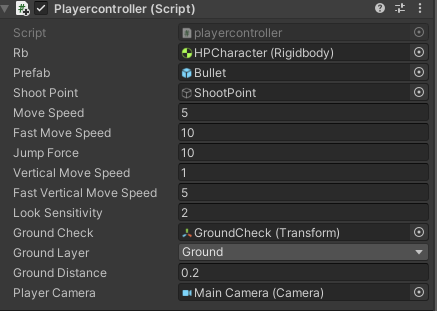 Playercontroller (Script)
Script playercontroller
Rb HPCharacter (Rigidbody)
Prefab Bullet
Shoot Point ShootPoint
Move Speed 5
Fast Move Speed 10
Jump Force 10
Vertical Move Speed 1
Fast Vertical Move Speed 5
Look Sensitivity 2
Ground Check GroundCheck (Transform)
Ground Layer Ground
Ground Distance 0.2
Player Camera Main Camera (Camera)